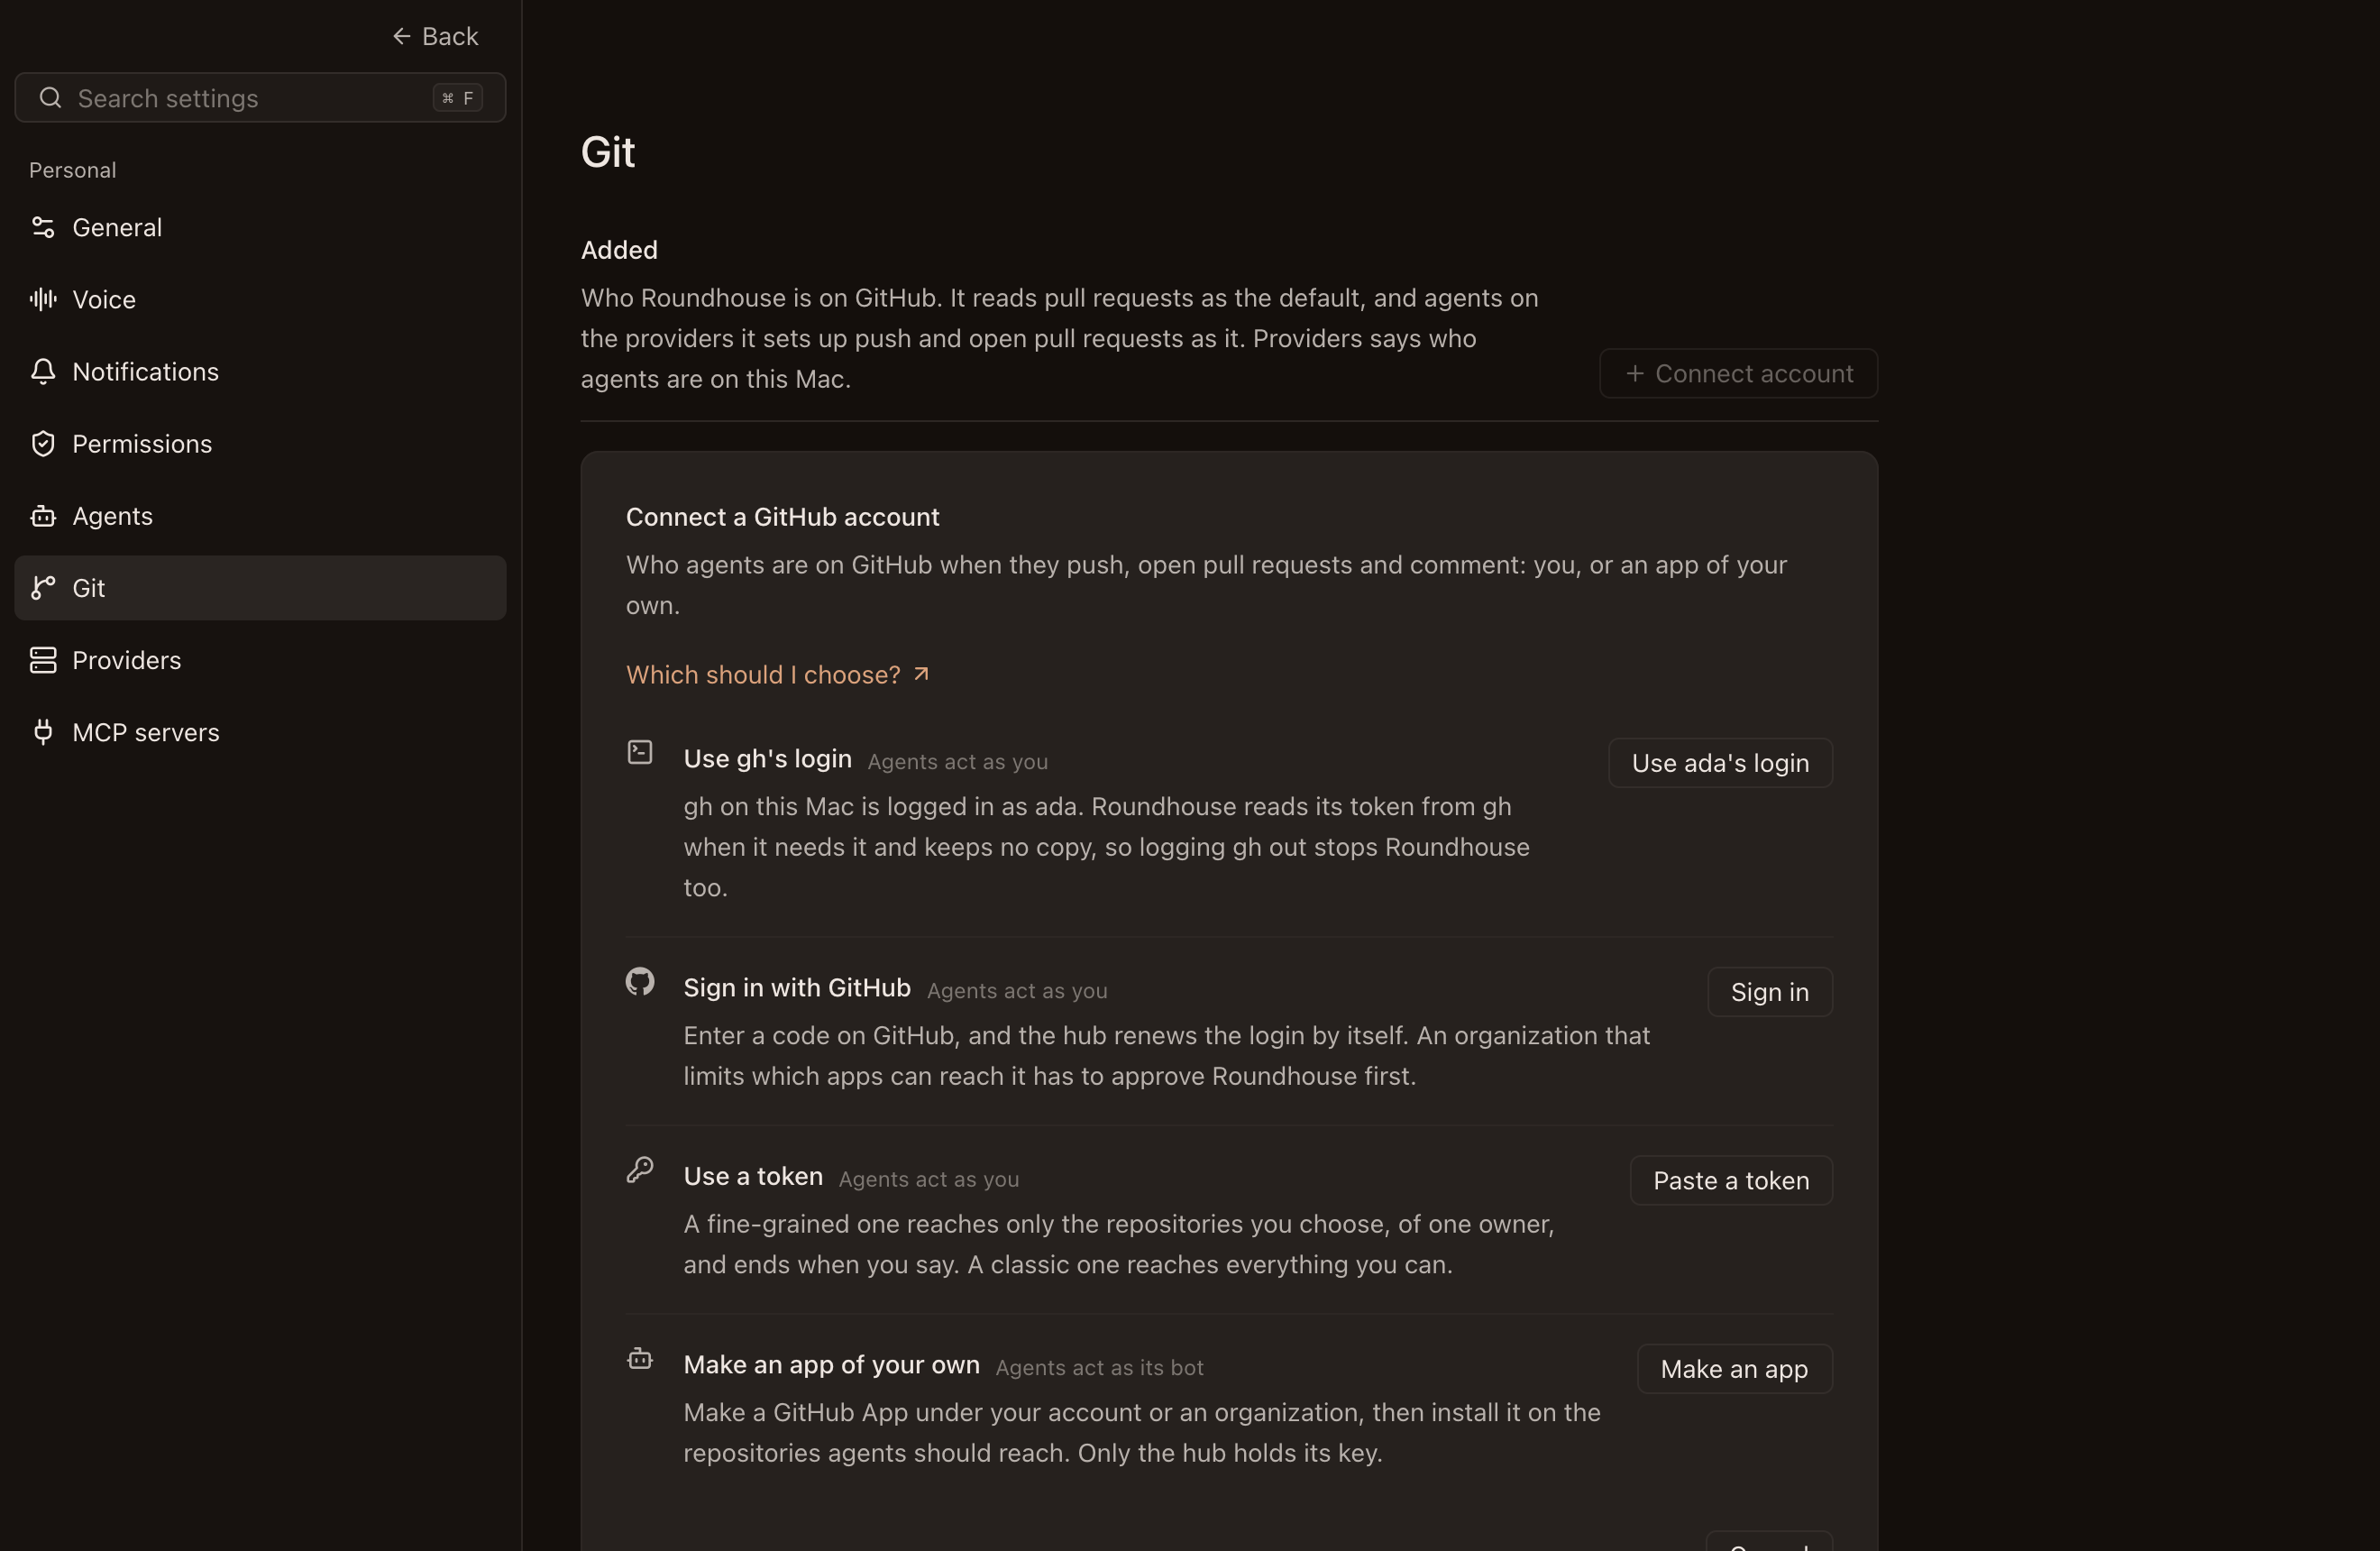 Back
Search settings
⌘ F
Personal
General
Voice
Notifications
Permissions
Agents
Git
Providers
MCP servers
Git
Added
Who Roundhouse is on GitHub. It reads pull requests as the default, and agents on
the providers it sets up push and open pull requests as it. Providers says who
agents are on this Mac.
+ Connect account
Connect a GitHub account
Who agents are on GitHub when they push, open pull requests and comment: you, or an app of your
own.
Which should I choose?
Use gh's login Agents act as you
Use ada's login
gh on this Mac is logged in as ada. Roundhouse reads its token from gh
when it needs it and keeps no copy, so logging gh out stops Roundhouse
too.
Sign in with GitHub Agents act as you
Sign in
Enter a code on GitHub, and the hub renews the login by itself. An organization that
limits which apps can reach it has to approve Roundhouse first.
Use a token Agents act as you
Paste a token
A fine-grained one reaches only the repositories you choose, of one owner,
and ends when you say. A classic one reaches everything you can.
Make an app of your own Agents act as its bot
Make an app
Make a GitHub App under your account or an organization, then install it on the
repositories agents should reach. Only the hub holds its key.